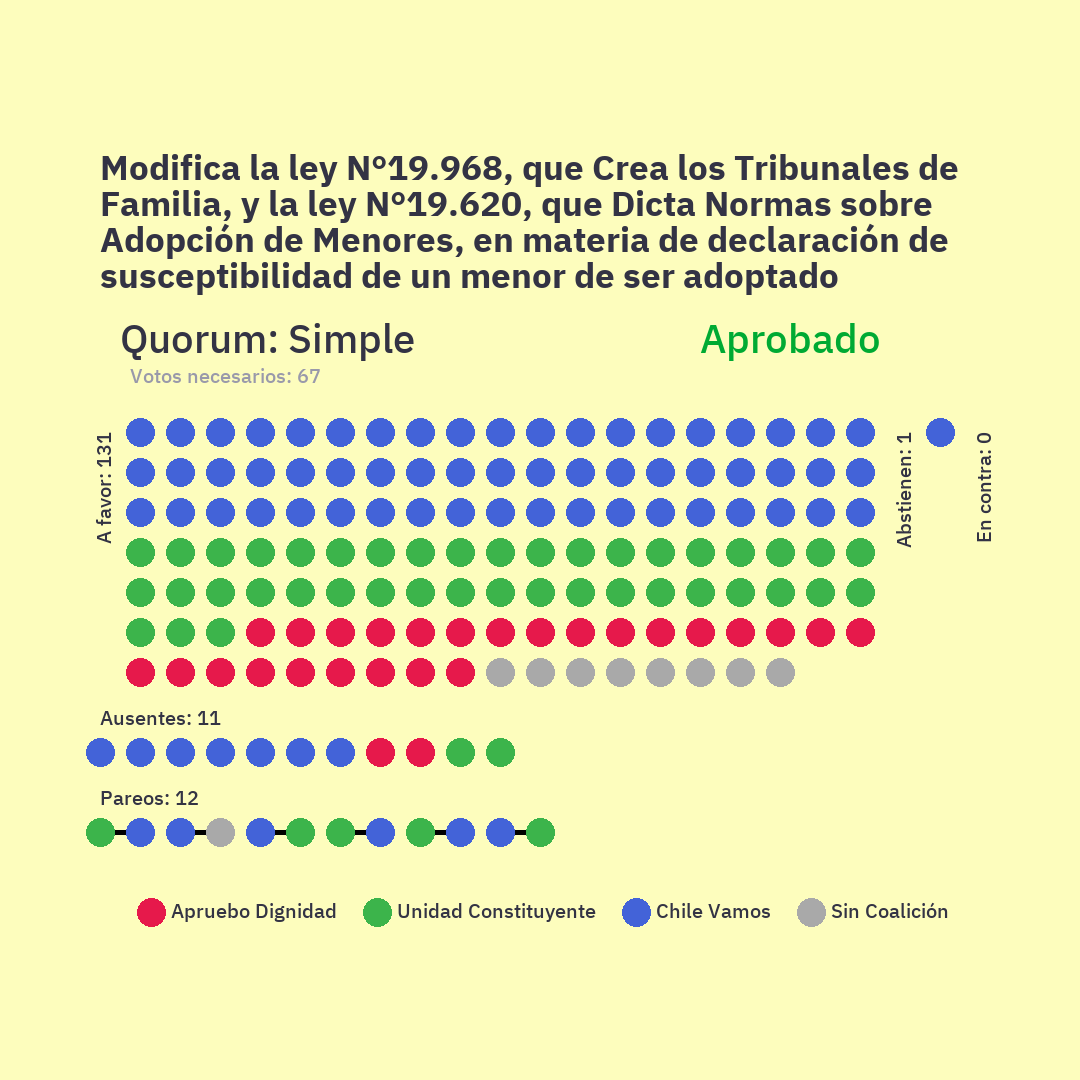 Modifica la ley N°19.968, que Crea los Tribunales de
Familia, y la ley N°19.620, que Dicta Normas sobre
Adopción de Menores, en materia de declaración de
susceptibilidad de un menor de ser adoptado
Quorum: Simple
Aprobado
Votos necesarios: 67
A favor: 131
Abstienen: 1
En contra: 0
Ausentes: 11
Pareos: 12
Apruebo Dignidad
Unidad Constituyente
Chile Vamos
Sin Coalición